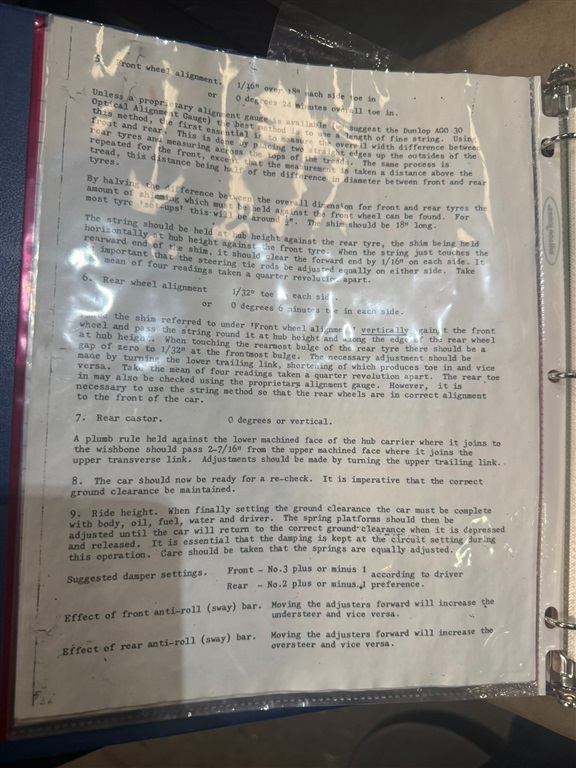 5. Front wheel alignment. 1/16" over 18" each side toe in
or 0 degrees 24 minutes overall toe in.
Unless a proprietary alignment gauge is available suggest the Dunlop AGO 30
Optical Alignment Gauge) the best method is to use a length of fine string. Using
this method, the first essential is to measure the overall width difference between
front and rear. This is done by placing two straight edges up the outsides of the
rear tyres and measuring across the tops of the treads. The same process is
repeated for the front, except that the measurement is taken a distance above the
tread, this distance being half of the difference in diameter between front and rear
tyres.
By halving the difference between the overall dimension for front and rear tyres the
amount of shimming which must be held against the front wheel can be found. For
most tyre 'set-ups' this will be around The shim should be 18" long.
The string should be held at hub height against the rear tyre, the shim being held
horizontally at hub height against the front tyre. When the string just touches the
rearward end of the shim, it should clear the forward end by 1/16" on each side. It
important that the steering tie rods be adjusted equally on either side. Take
mean of four readings taken a quarter revolution apart.
6. Rear wheel alignment 1/32" toe each side.
or 0 degrees 6 minutes toe in each side.
the shim referred to under 'Front wheel alignment' vertically against the front
wheel and pass the string round it at hub height and along the edge of the rear wheel
at hub height. When touching the rearmost bulge of the rear tyre there should be a
gap of zero to 1/32" at the frontmost bulge. The necessary adjustment should be
made by turning the lower trailing link, shortening of which produces toe in and vice
versa. Take the mean of four readings taken a quarter revolution apart. The rear toe
in may also be checked using the proprietary alignment gauge. However, it is
necessary to use the string method so that the rear wheels are in correct alignment
to the front of the car.
7. Rear castor. 0 degrees or vertical.
A plumb rule held against the lower machined face of the hub carrier where it joins to
the wishbone should pass 2-7/16" from the upper machined face where it joins the
upper transverse link. Adjustments should be made by turning the upper trailing link.
8. The car should now be ready for a re-check. It is imperative that the correct
ground clearance be maintained.
9. Ride height. When finally setting the ground clearance the car must be complete
with body, oil, fuel, water and driver. The spring platforms should then be
adjusted until the car will return to the correct ground clearance when it is depressed
and released. It is essential that the damping is kept at the circuit setting during
this operation. Care should be taken that the springs are equally adjusted.
Suggested damper settings. Front - No.3 plus or minus 1 according to driver
Rear - No.2 plus or minus 1 preference.
Effect of front anti-roll (sway) bar. Moving the adjusters forward will increase the
understeer and vice versa.
Effect of rear anti-roll (sway) bar. Moving the adjusters forward will increase the
oversteer and vice versa.